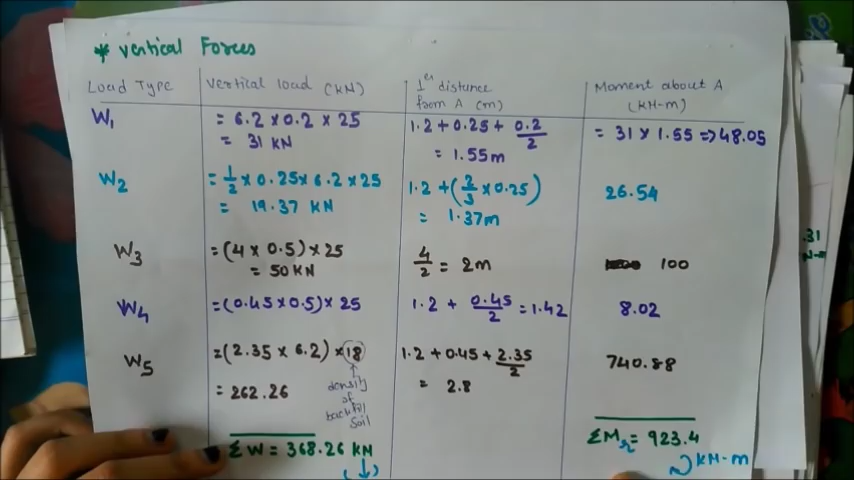 * Vertical Forces
Load Type Vertical load (KN) 1er distance from A (m) Moment about A (KN-m)
W1 = 6.2 × 0.2 × 25 1.2 + 0.25 + 0.2/2 = 31 × 1.55 => 48.05
= 31 KN = 1.55m
W2 = 1/2 × 0.25 × 6.2 × 25 1.2 + (2/3 × 0.25) 26.54
= 19.37 KN = 1.37m
W3 = (4 × 0.5) × 25 4/2 = 2m 100
= 50 KN
W4 = (0.45 × 0.5) × 25 1.2 + 0.45/2 = 1.42 8.02
W5 = (2.35 × 6.2) × 18 1.2 + 0.45 + 2.35/2 740.88
= 262.26 = 2.8
density
of
backfill
soil
ΣW = 368.26 KN (↓) ΣMr = 923.4 KN-m
.31